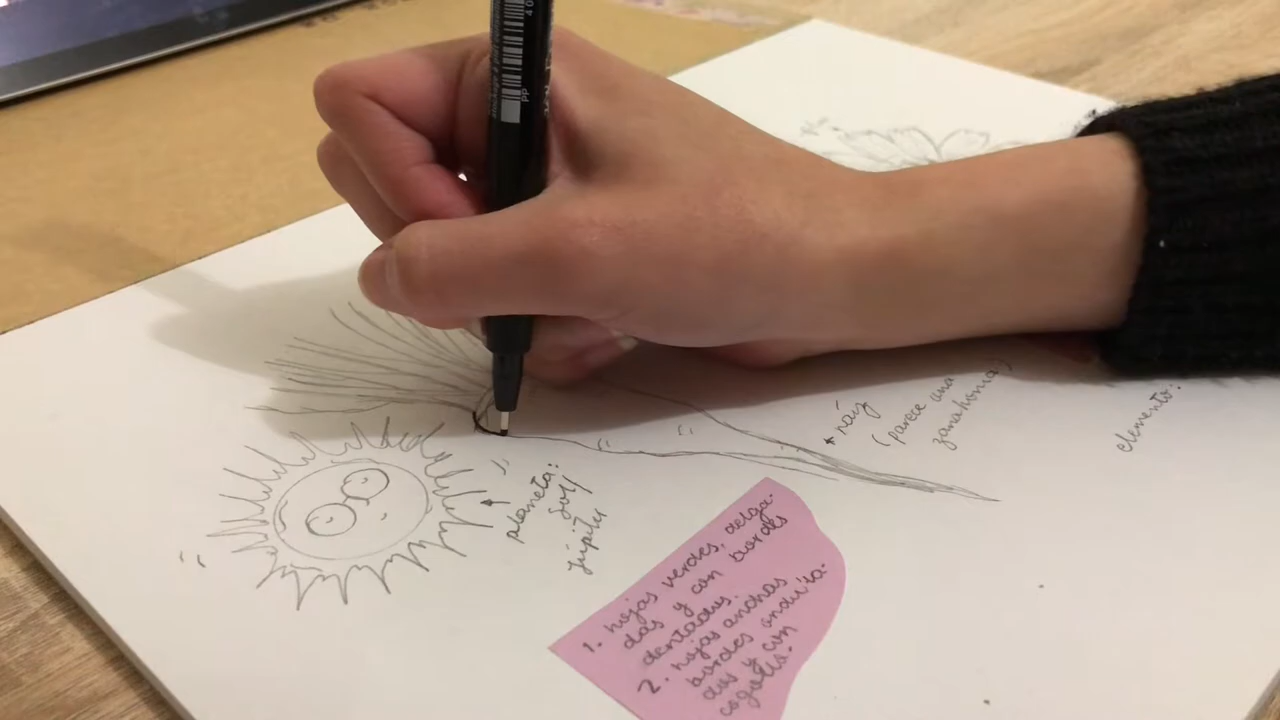 planeta:
sol/
júpiter
raíz
(parece una
zanahoria)
elemento:
1. hojas verdes, delga-
das y con bordes
dentados.
2. hojas anchas
bordes ondula-
dos y con
cogollo.